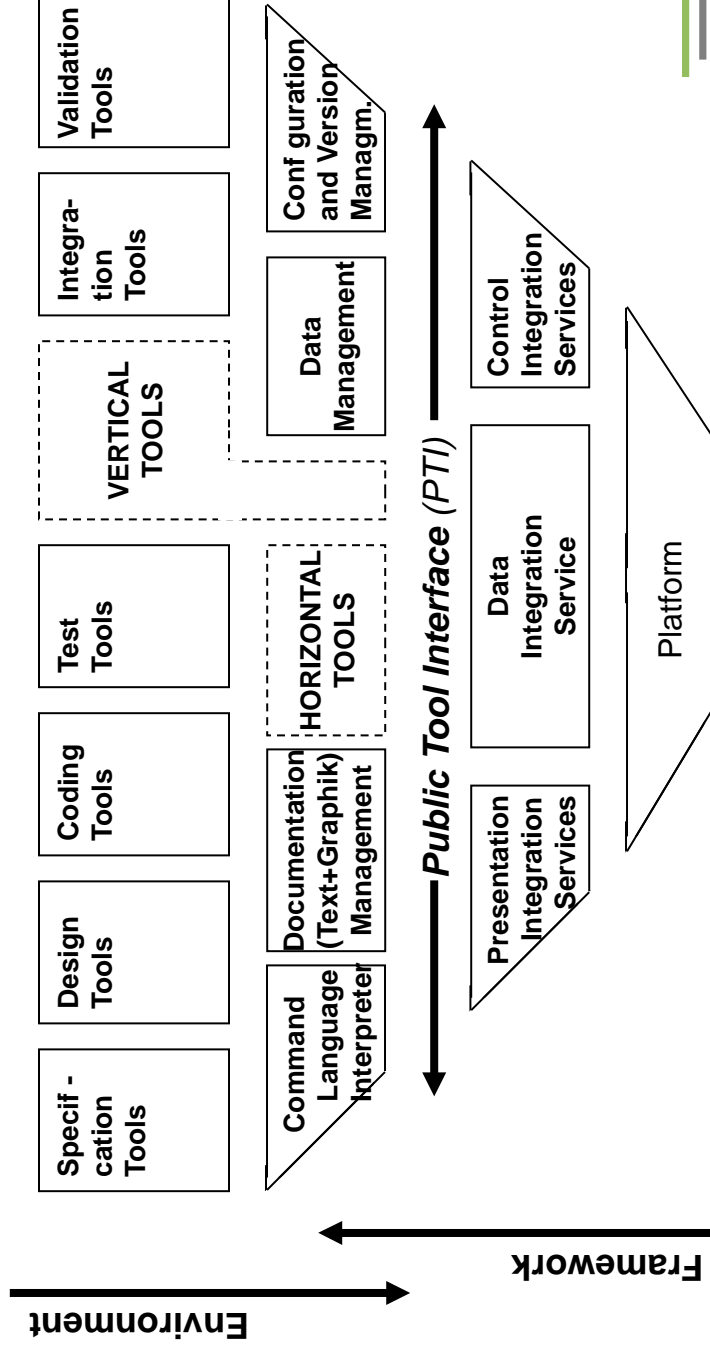 Specif -
cation
Tools
Design
Tools
Coding
Tools
Test
Tools
VERTICAL
TOOLS
Integra-
tion
Tools
Validation
Tools
Command
Language
Interpreter
Documentation
(Text+Graphik)
Management
HORIZONTAL
TOOLS
Data
Management
Conf guration
and Version
Managm.
Public Tool Interface (PTI)
Presentation
Integration
Services
Data
Integration
Service
Control
Integration
Services
Platform
Environment
Framework